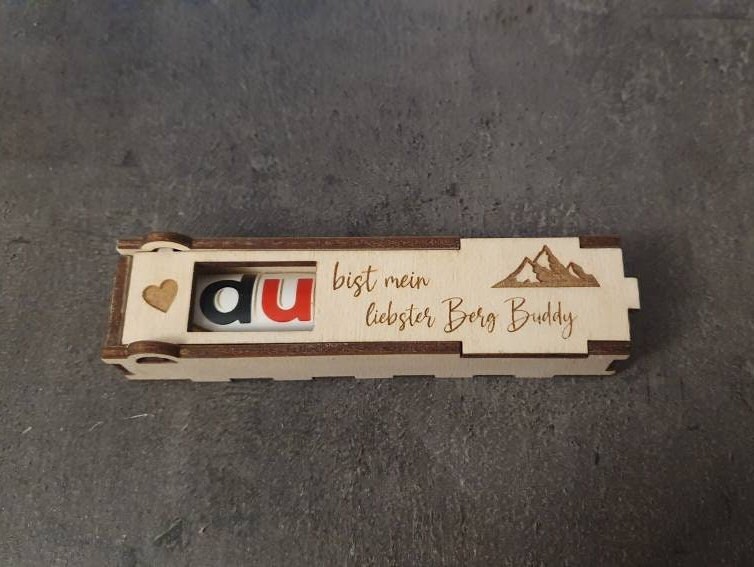 du bist mein
liebster Berg Buddy